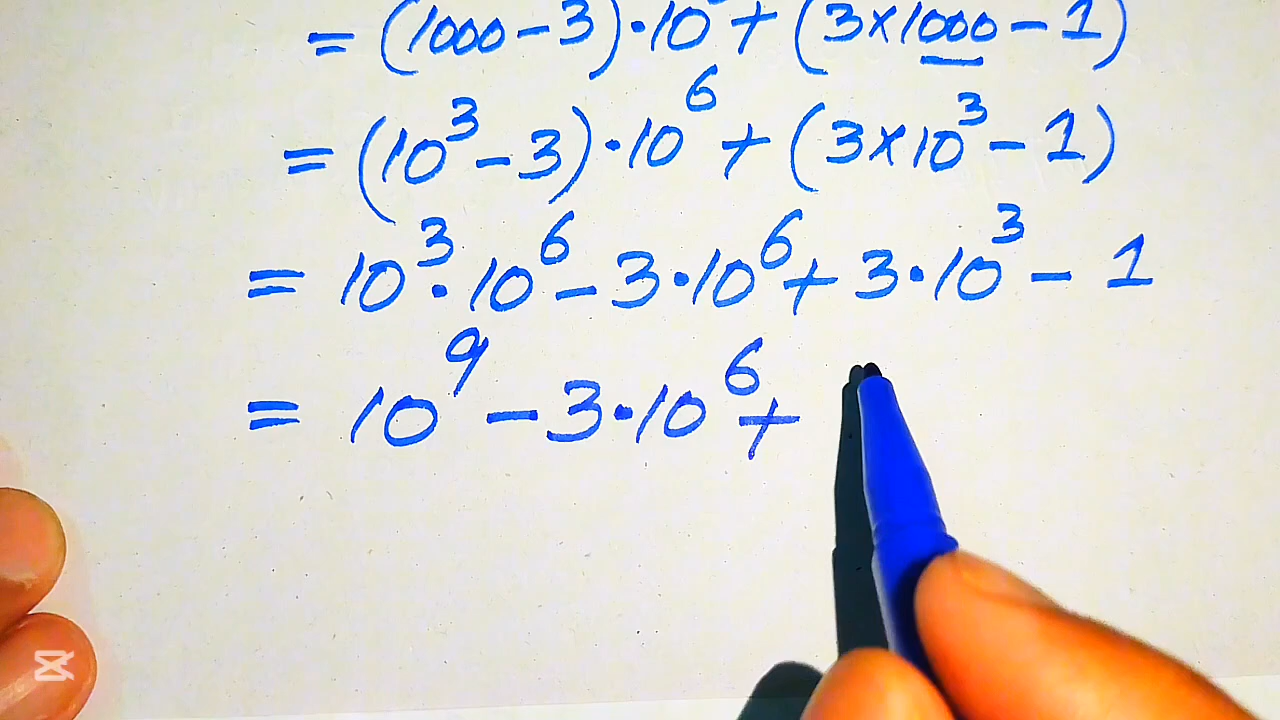 = (1000 - 3)·10 + (3×1000 - 1)
= (10³ - 3)·10⁶ + (3×10³ - 1)
= 10³·10⁶ - 3·10⁶ + 3·10³ - 1
= 10⁹ - 3·10⁶ +